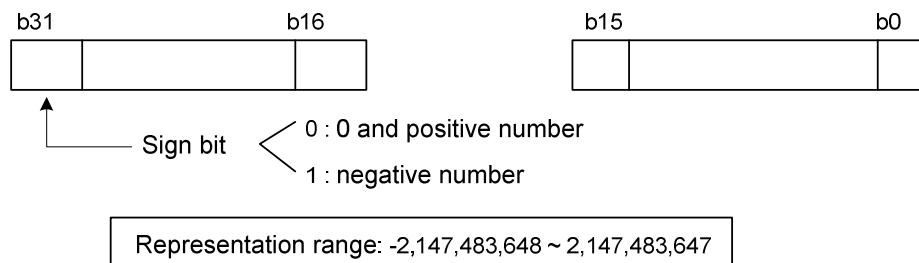 b31 b16 b15 b0
0 : 0 and positive number
Sign bit
1 : negative number
Representation range: -2,147,483,648 ~ 2,147,483,647